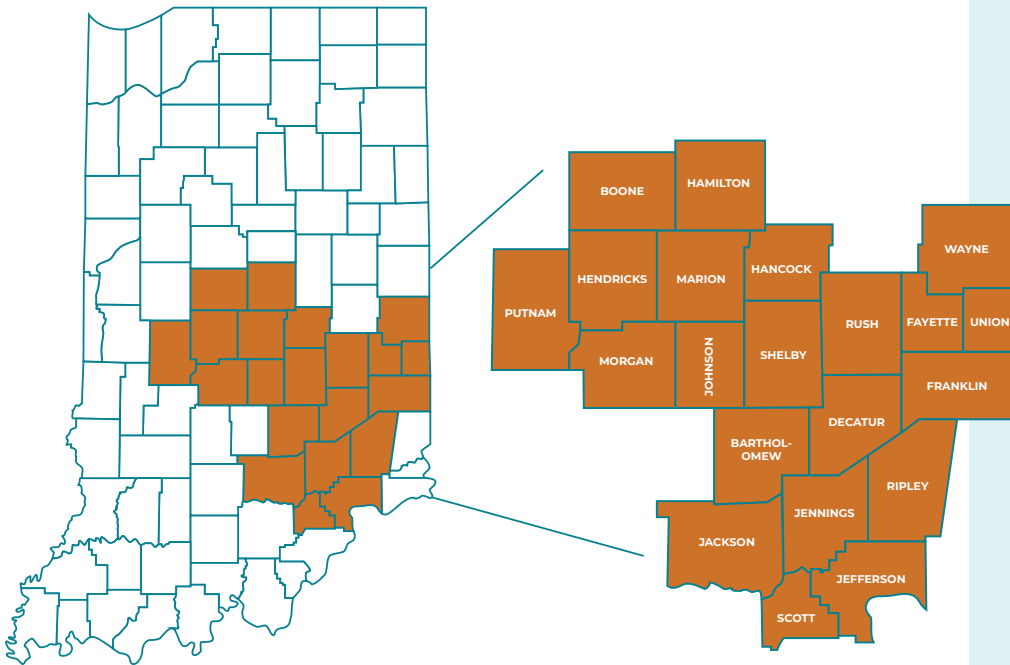 HAMILTON
BOONE
WAYNE
HANCOCK
HENDRICKS
MARION
PUTNAM
RUSH
FAYETTE
UNION
MORGAN
JOHNSON
SHELBY
FRANKLIN
DECATUR
BARTHOL-
OMEW
RIPLEY
JENNINGS
JACKSON
JEFFERSON
SCOTT